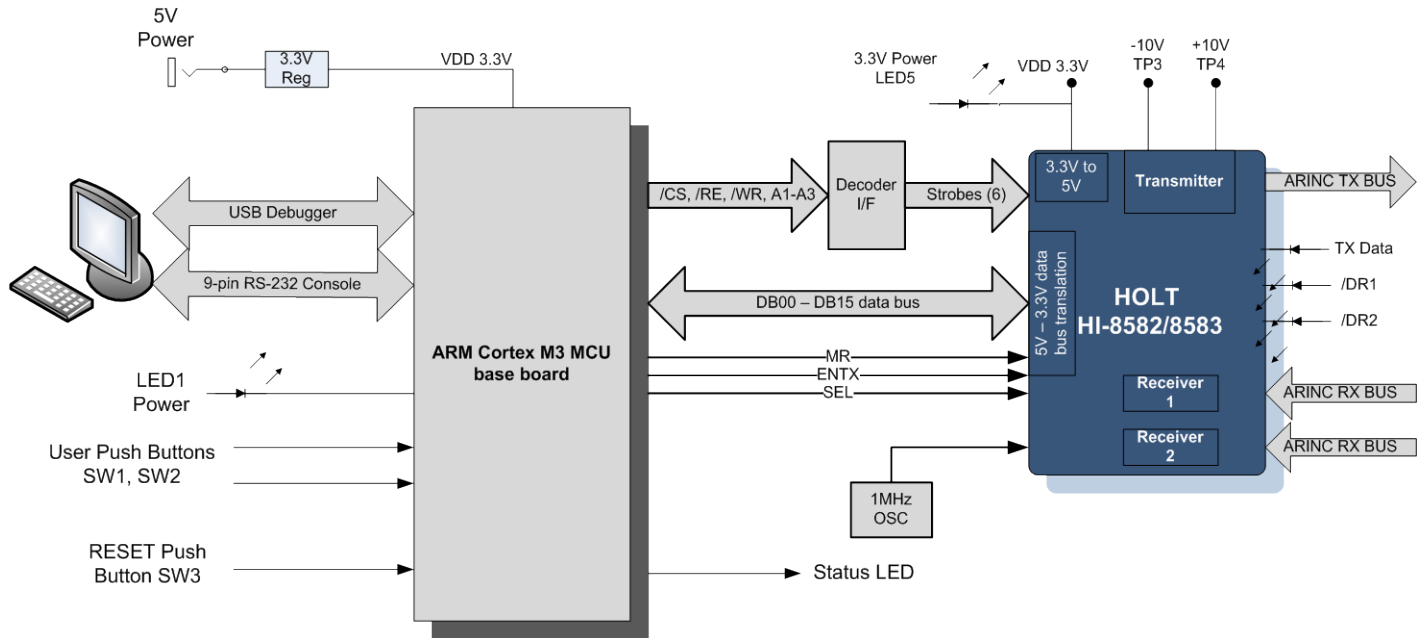 5V
Power
3.3V
Reg
VDD 3.3V
3.3V Power
LED5
VDD 3.3V
-10V
TP3
+10V
TP4
USB Debugger
9-pin RS-232 Console
ARM Cortex M3 MCU
base board
/CS, /RE, /WR, A1-A3
Decoder
I/F
Strobes (6)
3.3V to
5V
Transmitter
ARINC TX BUS
DB00 – DB15 data bus
5V – 3.3V data
bus translation
HOLT
HI-8582/8583
TX Data
/DR1
/DR2
MR
ENTX
SEL
Receiver
1
ARINC RX BUS
Receiver
2
ARINC RX BUS
1MHz
OSC
LED1
Power
User Push Buttons
SW1, SW2
RESET Push
Button SW3
Status LED